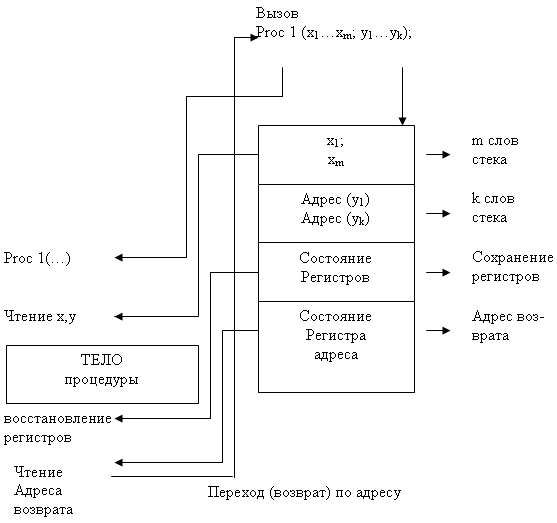 Вызов
Proc 1 (x1…xm; y1…yk);
x1;
xm
m слов
стека
Адрес (y1)
Адрес (yk)
k слов
стека
Proc 1(…)
Состояние
Регистров
Сохранение
регистров
Чтение x,y
Состояние
Регистра
адреса
Адрес воз-
врата
ТЕЛО
процедуры
восстановление
регистров
Чтение
Адреса
возврата
Переход (возврат) по адресу